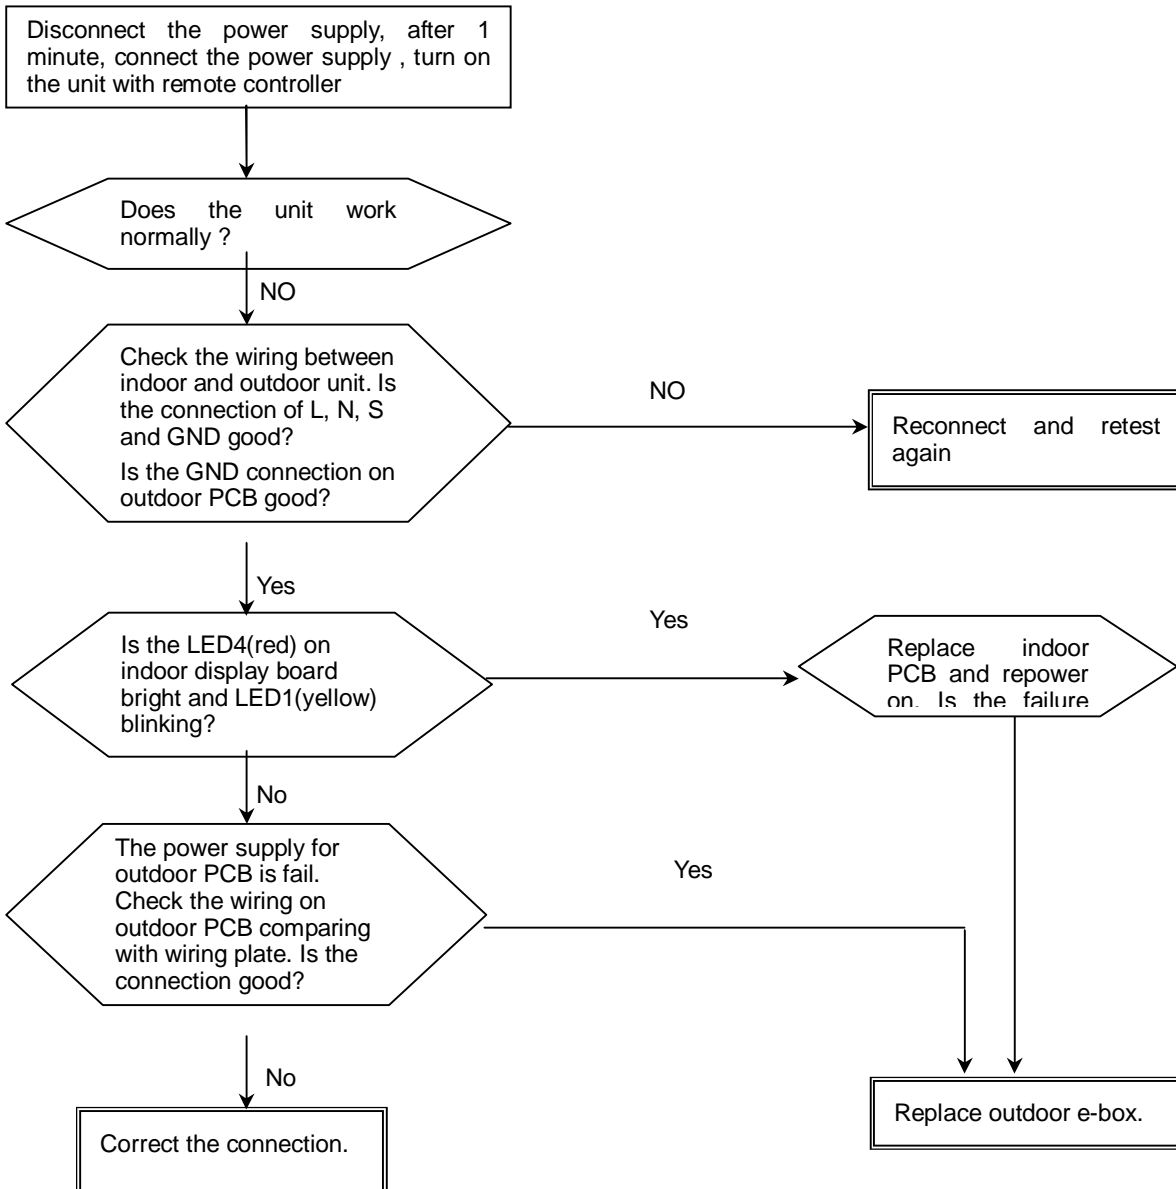 Disconnect the power supply, after 1
minute, connect the power supply , turn on
the unit with remote controller
Does the unit work
normally ?
NO
Check the wiring between
indoor and outdoor unit. Is
the connection of L, N, S
and GND good?
Is the GND connection on
outdoor PCB good?
NO
Reconnect and retest
again
Yes
Is the LED4(red) on
indoor display board
bright and LED1(yellow)
blinking?
Yes
Replace indoor
PCB and repower
on. Is the failure
No
The power supply for
outdoor PCB is fail.
Check the wiring on
outdoor PCB comparing
with wiring plate. Is the
connection good?
Yes
No
Correct the connection.
Replace outdoor e-box.